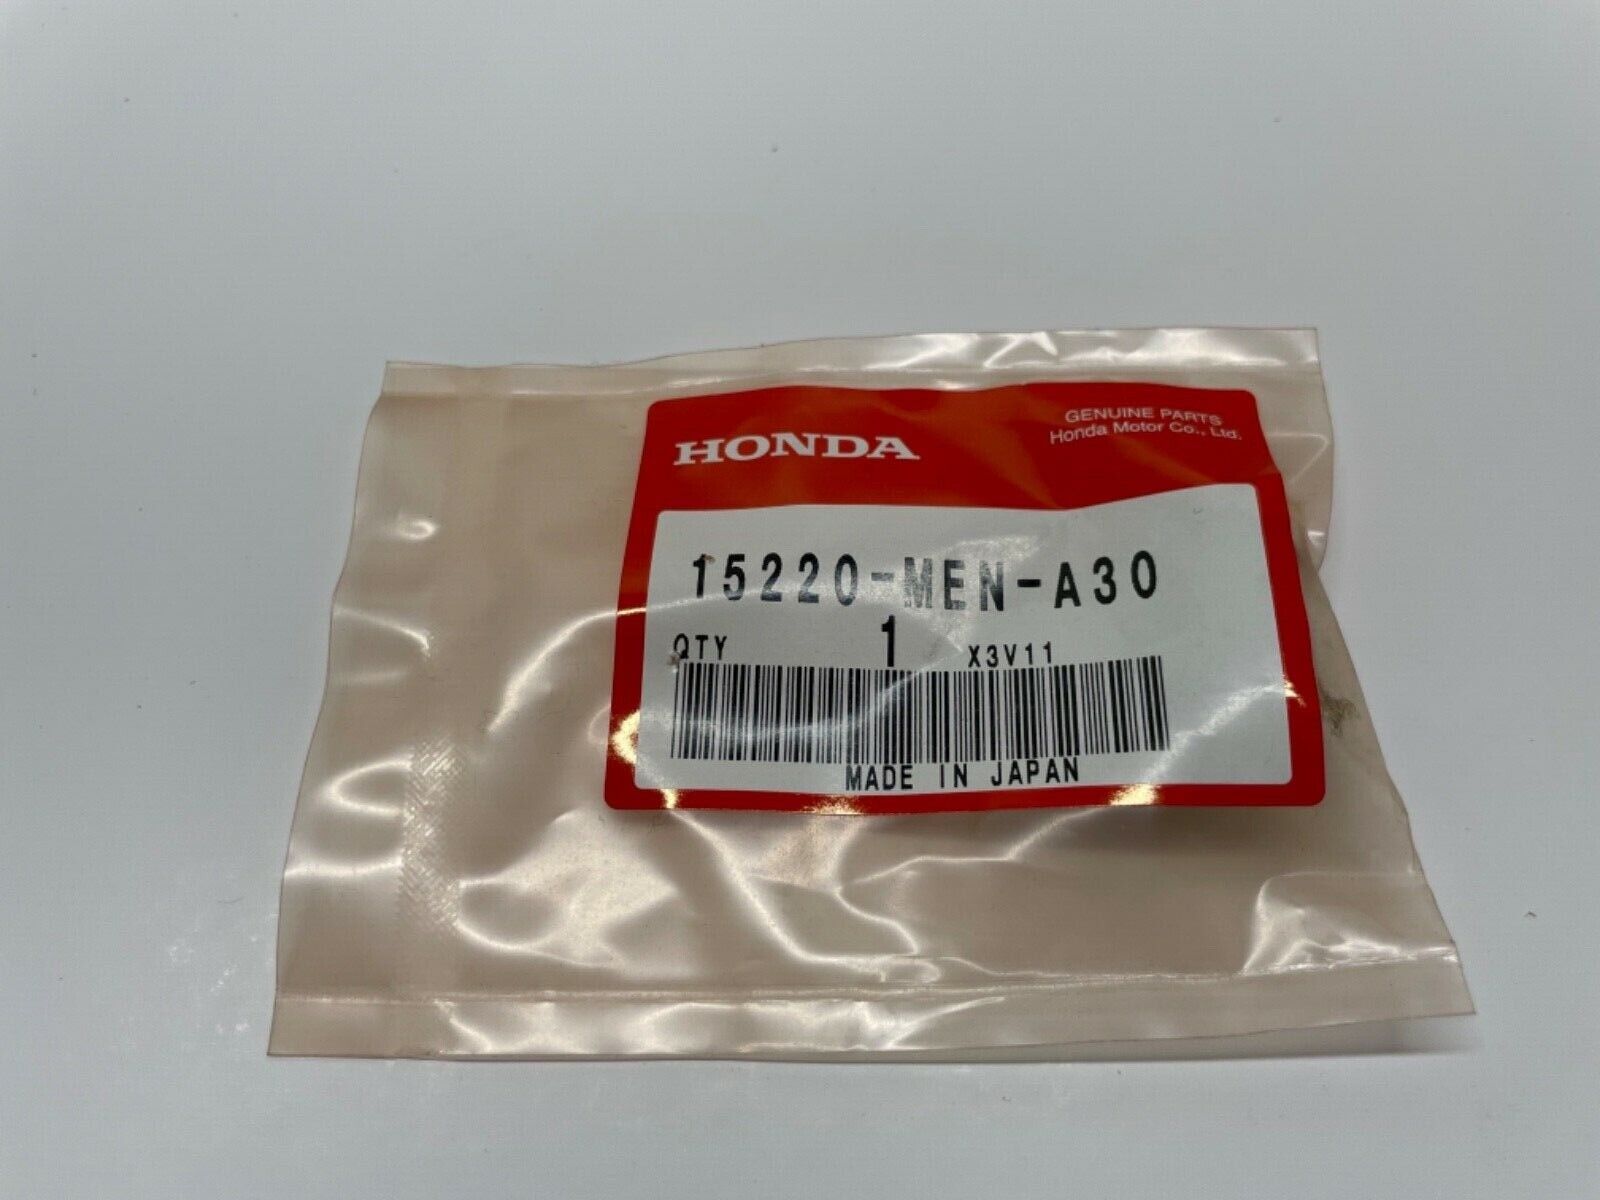 HONDA
GENUINE PARTS
Honda Motor Co., Ltd.
15220-MEN-A30
QTY 1 X3V11
MADE IN JAPAN